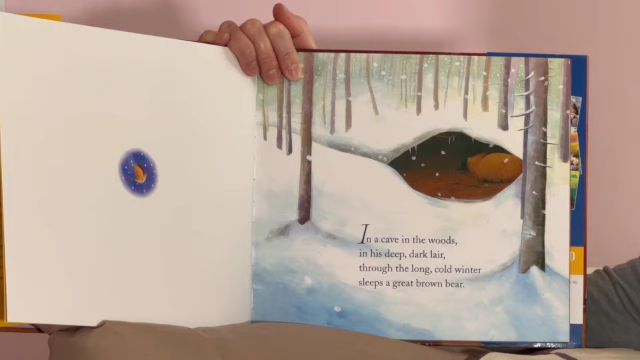 In a cave in the woods,
in his deep, dark lair,
through the long, cold winter
sleeps a great brown bear.